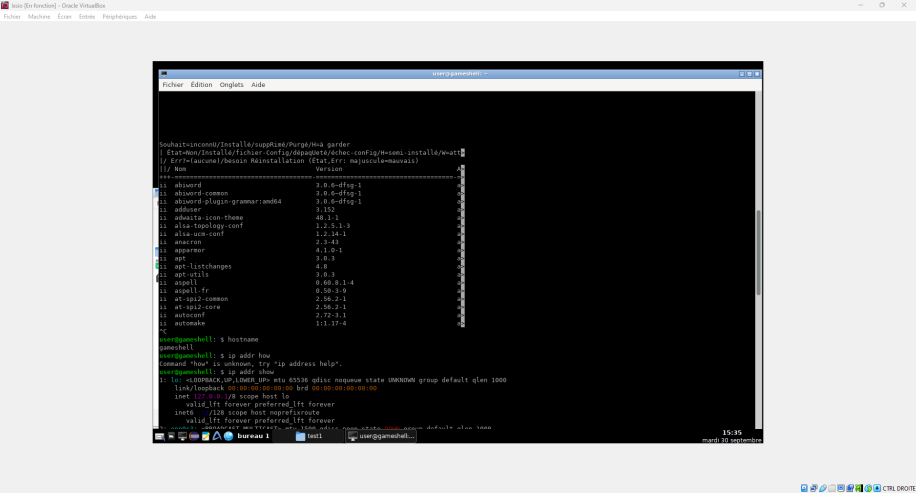 lssio [En fonction] - Oracle VirtualBox
Fichier Machine Écran Entrée Périphériques Aide
user@gameshell: ~
Fichier Édition Onglets Aide
Souhait=inconnU/Installé/suppRimé/Purgé/H=à garder
| État=Non/Installé/fichier-Config/dépaqUeté/échec-conFig/H=semi-installé/W=att>
|/ Err?=(aucune)/besoin Réinstallation (État,Err: majuscule=mauvais)
||/ Nom Version A>
+++-====================================-====================================-=>
ii abiword 3.0.6~dfsg-1 a>
ii abiword-common 3.0.6~dfsg-1 a>
ii abiword-plugin-grammar:amd64 3.0.6~dfsg-1 a>
ii adduser 3.152 a>
ii adwaita-icon-theme 48.1-1 a>
ii alsa-topology-conf 1.2.5.1-3 a>
ii alsa-ucm-conf 1.2.14-1 a>
ii anacron 2.3-43 a>
ii apparmor 4.1.0-1 a>
ii apt 3.0.3 a>
ii apt-listchanges 4.8 a>
ii apt-utils 3.0.3 a>
ii aspell 0.60.8.1-4 a>
ii aspell-fr 0.50-3-9 a>
ii at-spi2-common 2.56.2-1 a>
ii at-spi2-core 2.56.2-1 a>
ii autoconf 2.72-3.1 a>
ii automake 1:1.17-4 a>
^C
user@gameshell: $ hostname
gameshell
user@gameshell: $ ip addr how
Command "how" is unknown, try "ip address help".
user@gameshell: $ ip addr show
1: lo: <LOOPBACK,UP,LOWER_UP> mtu 65536 qdisc noqueue state UNKNOWN group default qlen 1000
link/loopback 00:00:00:00:00:00 brd 00:00:00:00:00:00
inet 127.0.0.1/8 scope host lo
valid_lft forever preferred_lft forever
inet6 /128 scope host noprefixroute
valid_lft forever preferred_lft forever
bureau 1 test1 user@gameshell:... 15:35
mardi 30 septembre
CTRL DROITE